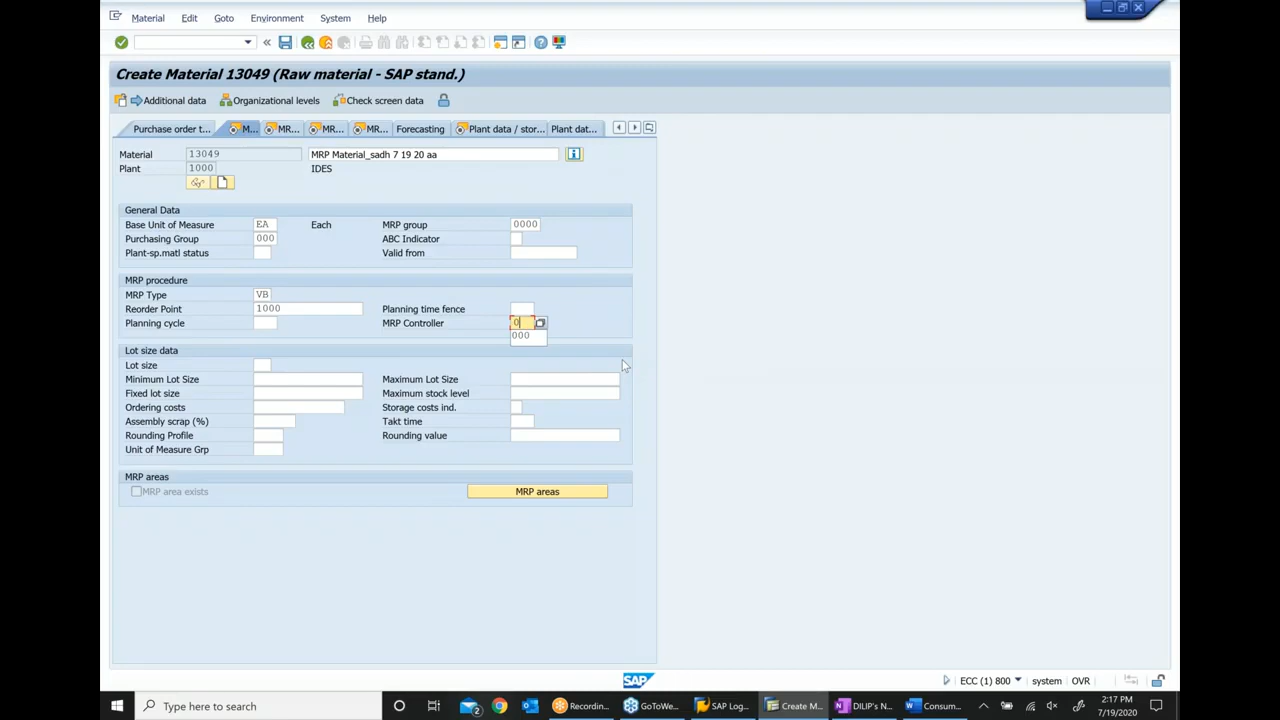 Material Edit Goto Environment System Help
Create Material 13049 (Raw material - SAP stand.)
Additional data Organizational levels Check screen data
Purchase order t... M... MR... MR... MR... Forecasting Plant data / stor... Plant dat...
Material 13049 MRP Material_sadh 7 19 20 aa
Plant 1000 IDES
General Data
Base Unit of Measure EA Each MRP group 0000
Purchasing Group 000 ABC Indicator
Plant-sp.matl status Valid from
MRP procedure
MRP Type VB
Reorder Point 1000 Planning time fence
Planning cycle MRP Controller 0
000
Lot size data
Lot size
Minimum Lot Size Maximum Lot Size
Fixed lot size Maximum stock level
Ordering costs Storage costs ind.
Assembly scrap (%) Takt time
Rounding Profile Rounding value
Unit of Measure Grp
MRP areas
MRP area exists MRP areas
SAP ECC (1) 800 system OVR
Type here to search 2 Recordin... GoToWe... SAP Log... Create M... DILIP's N... Consum... 2:17 PM
7/19/2020